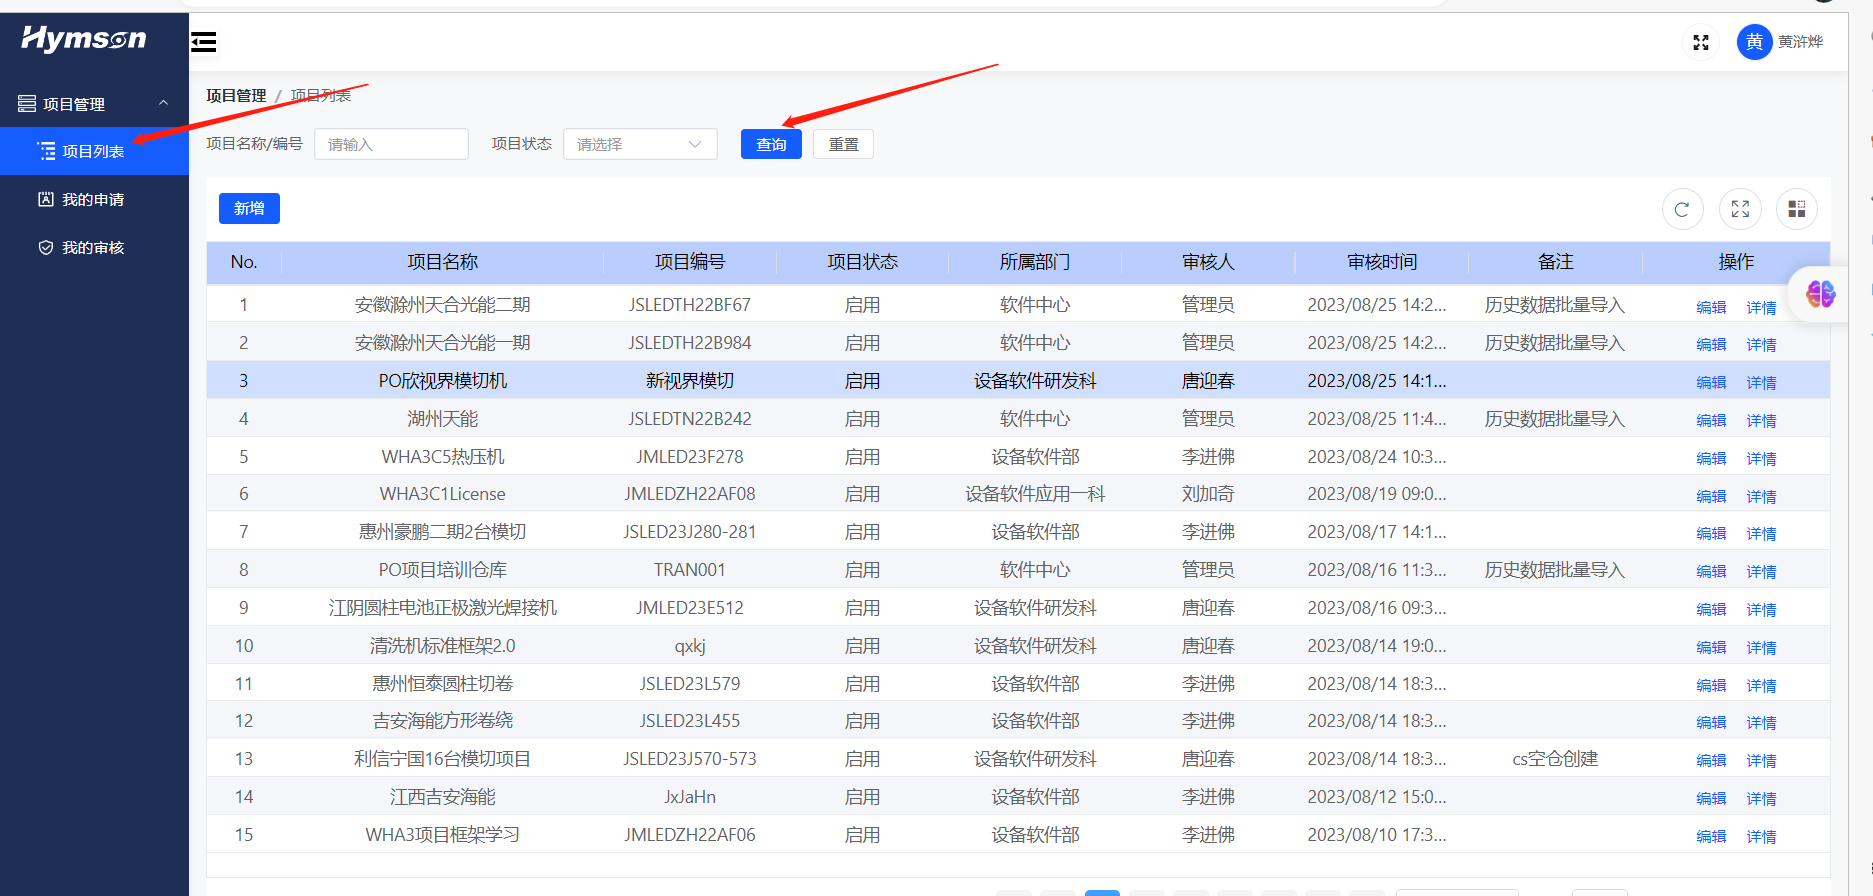 Hymson
黄 黄浒烨
项目管理
项目列表
我的申请
我的审核
项目管理 / 项目列表
项目名称/编号 请输入 项目状态 请选择 查询 重置
新增
No. 项目名称 项目编号 项目状态 所属部门 审核人 审核时间 备注 操作
1 安徽滁州天合光能二期 JSLEDTH22BF67 启用 软件中心 管理员 2023/08/25 14:2... 历史数据批量导入 编辑 详情
2 安徽滁州天合光能一期 JSLEDTH22B984 启用 软件中心 管理员 2023/08/25 14:2... 历史数据批量导入 编辑 详情
3 PO欣视界模切机 新视界模切 启用 设备软件研发科 唐迎春 2023/08/25 14:1... 编辑 详情
4 湖州天能 JSLEDTN22B242 启用 软件中心 管理员 2023/08/25 11:4... 历史数据批量导入 编辑 详情
5 WHA3C5热压机 JMLED23F278 启用 设备软件部 李进佛 2023/08/24 10:3... 编辑 详情
6 WHA3C1License JMLEDZH22AF08 启用 设备软件应用一科 刘加奇 2023/08/19 09:0... 编辑 详情
7 惠州豪鹏二期2台模切 JSLED23J280-281 启用 设备软件部 李进佛 2023/08/17 14:1... 编辑 详情
8 PO项目培训仓库 TRAN001 启用 软件中心 管理员 2023/08/16 11:3... 历史数据批量导入 编辑 详情
9 江阴圆柱电池正极激光焊接机 JMLED23E512 启用 设备软件研发科 唐迎春 2023/08/16 09:3... 编辑 详情
10 清洗机标准框架2.0 qxkj 启用 设备软件研发科 唐迎春 2023/08/14 19:0... 编辑 详情
11 惠州恒泰圆柱切卷 JSLED23L579 启用 设备软件部 李进佛 2023/08/14 18:3... 编辑 详情
12 吉安海能方形卷绕 JSLED23L455 启用 设备软件部 李进佛 2023/08/14 18:3... 编辑 详情
13 利信宁国16台模切项目 JSLED23J570-573 启用 设备软件研发科 唐迎春 2023/08/14 18:3... cs空仓创建 编辑 详情
14 江西吉安海能 JxJaHn 启用 设备软件部 李进佛 2023/08/12 15:0... 编辑 详情
15 WHA3项目框架学习 JMLEDZH22AF06 启用 设备软件部 李进佛 2023/08/10 17:3... 编辑 详情